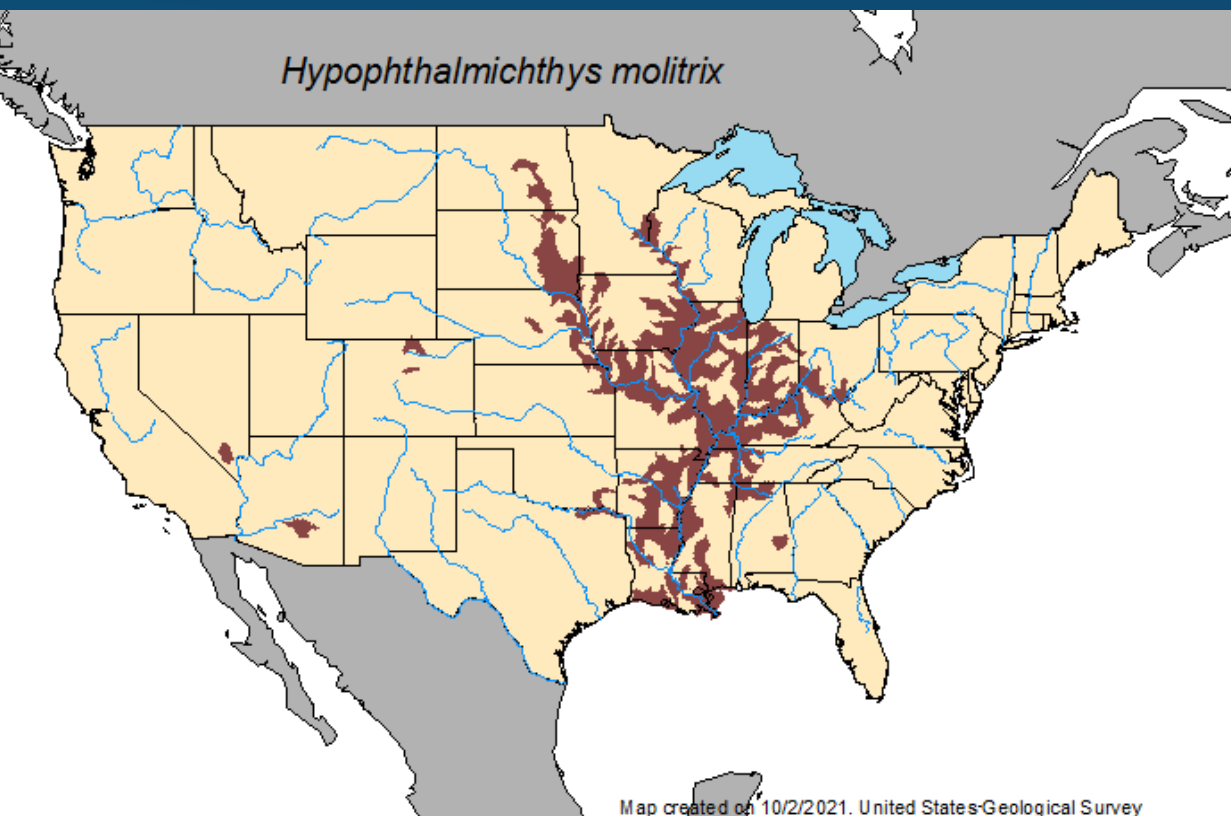 Hypophthalmichthys molitrix
Map created on 10/2/2021. United States Geological Survey